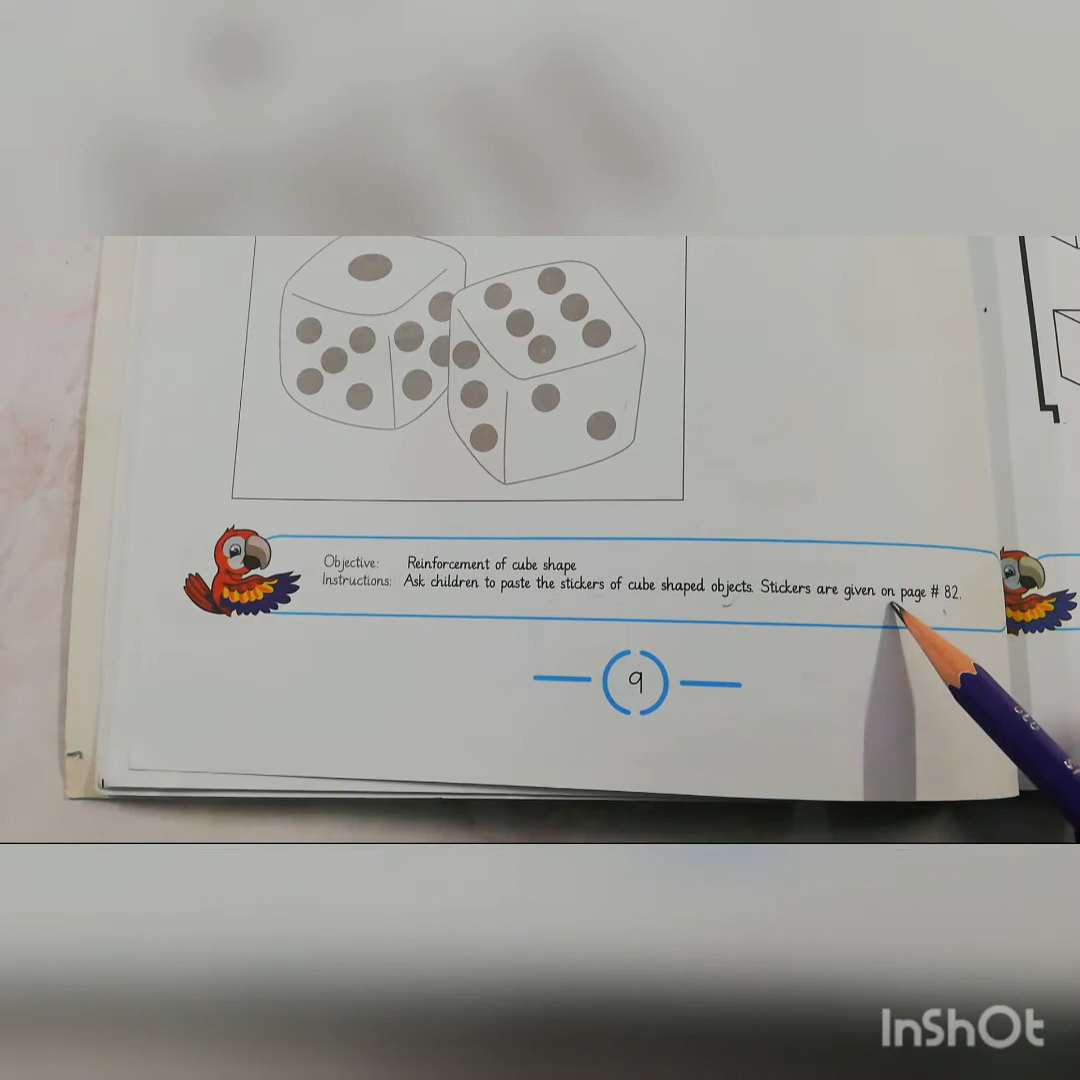 Objective: Reinforcement of cube shape
Instructions: Ask children to paste the stickers of cube shaped objects. Stickers are given on page # 82.
9
InShOt